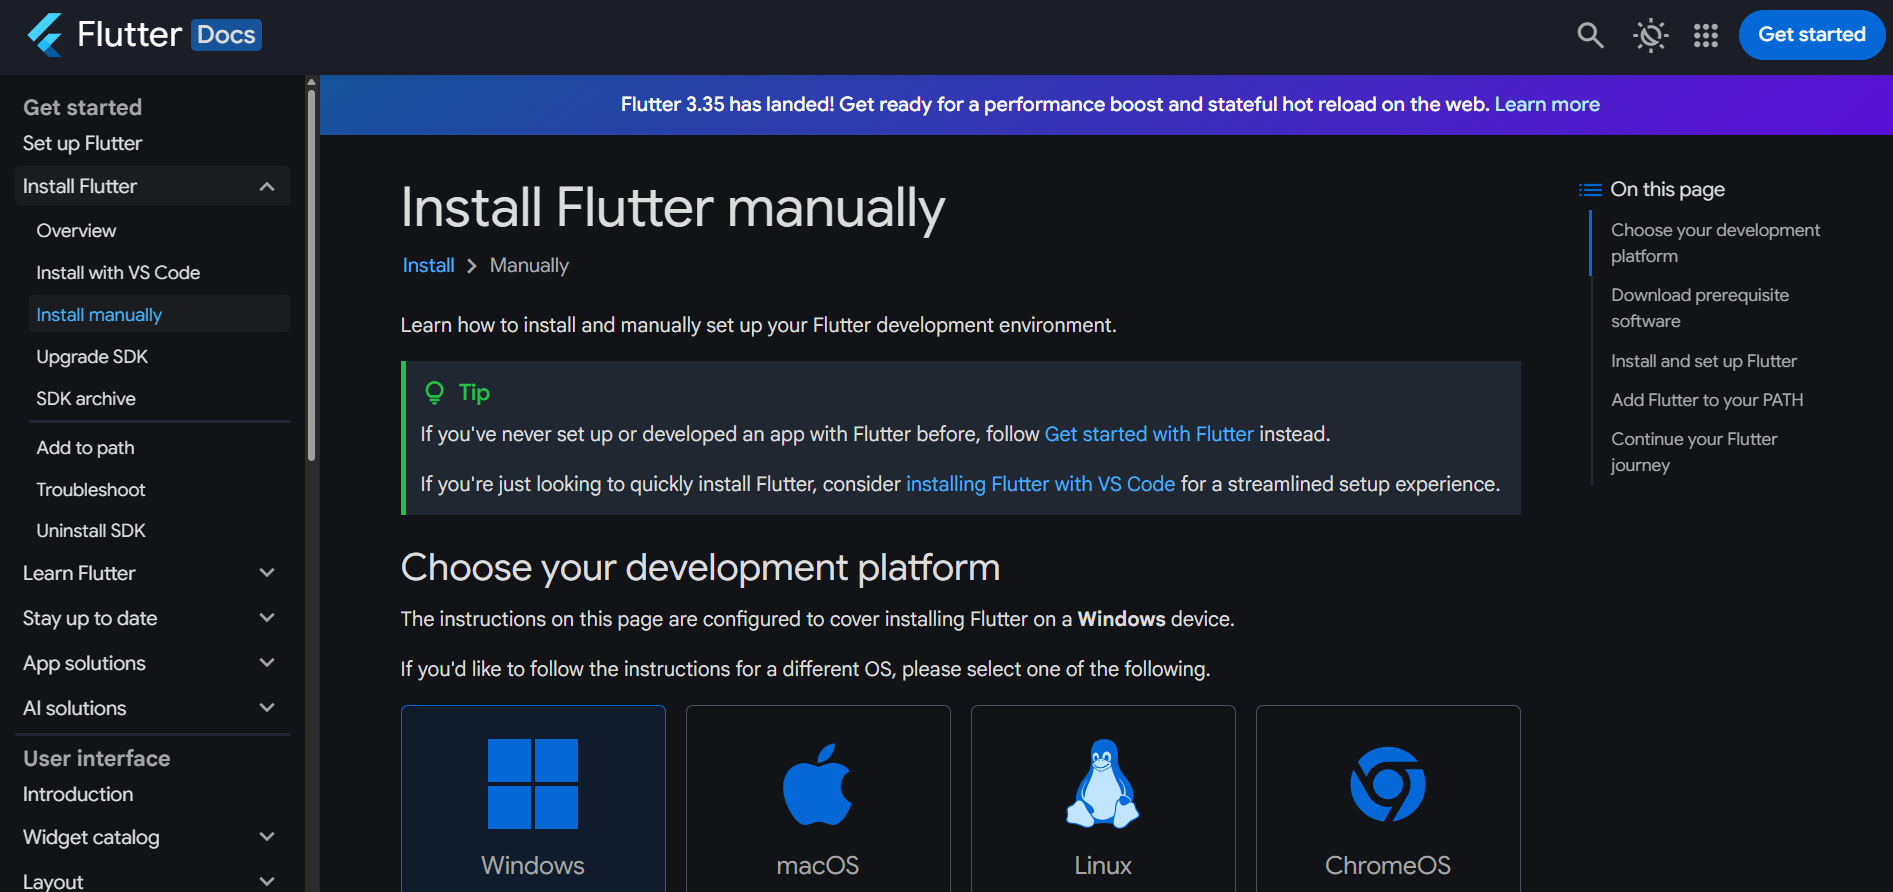 Flutter Docs
Get started
Get started
Set up Flutter
Install Flutter
Overview
Install with VS Code
Install manually
Upgrade SDK
SDK archive
Add to path
Troubleshoot
Uninstall SDK
Learn Flutter
Stay up to date
App solutions
AI solutions
User interface
Introduction
Widget catalog
Layout
Flutter 3.35 has landed! Get ready for a performance boost and stateful hot reload on the web. Learn more
Install Flutter manually
Install > Manually
Learn how to install and manually set up your Flutter development environment.
Tip
If you've never set up or developed an app with Flutter before, follow Get started with Flutter instead.
If you're just looking to quickly install Flutter, consider installing Flutter with VS Code for a streamlined setup experience.
Choose your development platform
The instructions on this page are configured to cover installing Flutter on a Windows device.
If you'd like to follow the instructions for a different OS, please select one of the following.
Windows
macOS
Linux
ChromeOS
On this page
Choose your development
platform
Download prerequisite
software
Install and set up Flutter
Add Flutter to your PATH
Continue your Flutter
journey